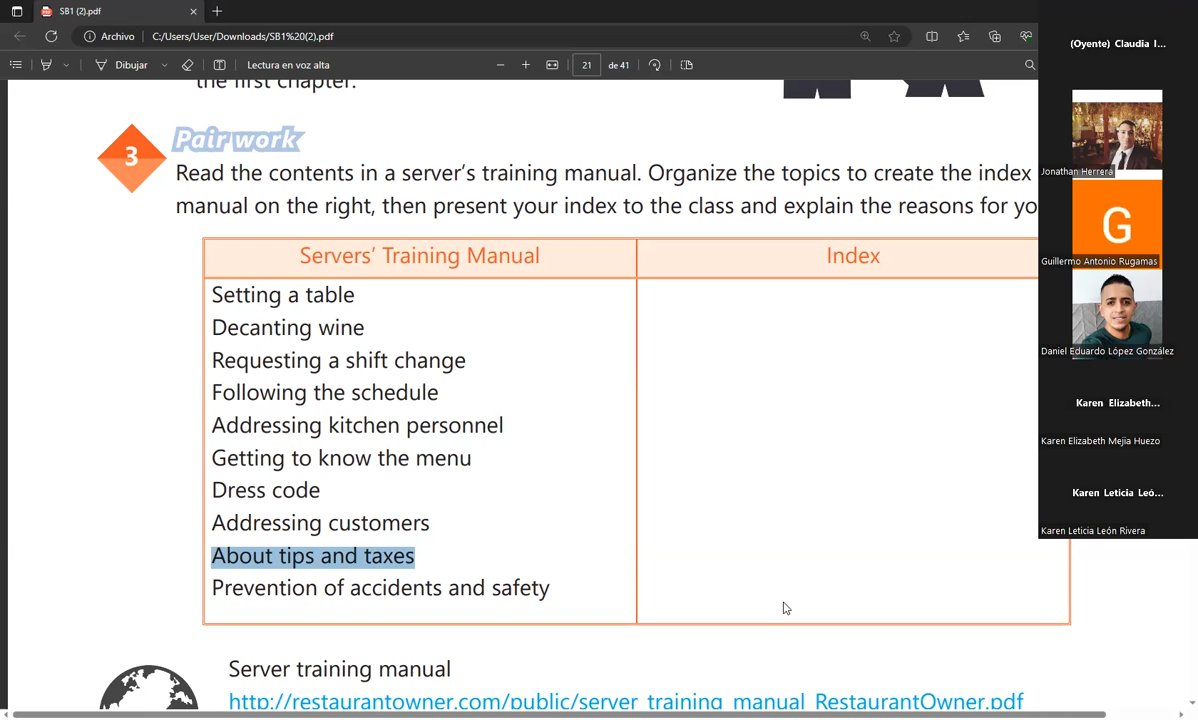 SB1 (2).pdf
Archivo
C:/Users/User/Downloads/SB1%20(2).pdf
Dibujar
Lectura en voz alta
21
de 41
the first chapter.
3
Pair work
Read the contents in a server's training manual. Organize the topics to create the index
manual on the right, then present your index to the class and explain the reasons for yo
Servers' Training Manual
Index
Setting a table
Decanting wine
Requesting a shift change
Following the schedule
Addressing kitchen personnel
Getting to know the menu
Dress code
Addressing customers
About tips and taxes
Prevention of accidents and safety
Server training manual
http://restaurantowner.com/public/server_training_manual_RestaurantOwner.pdf
(Oyente) Claudia I...
Jonathan Herrera
G
Guillermo Antonio Rugamas
Daniel Eduardo López González
Karen Elizabeth...
Karen Elizabeth Mejia Huezo
Karen Leticia Leó...
Karen Leticia León Rivera